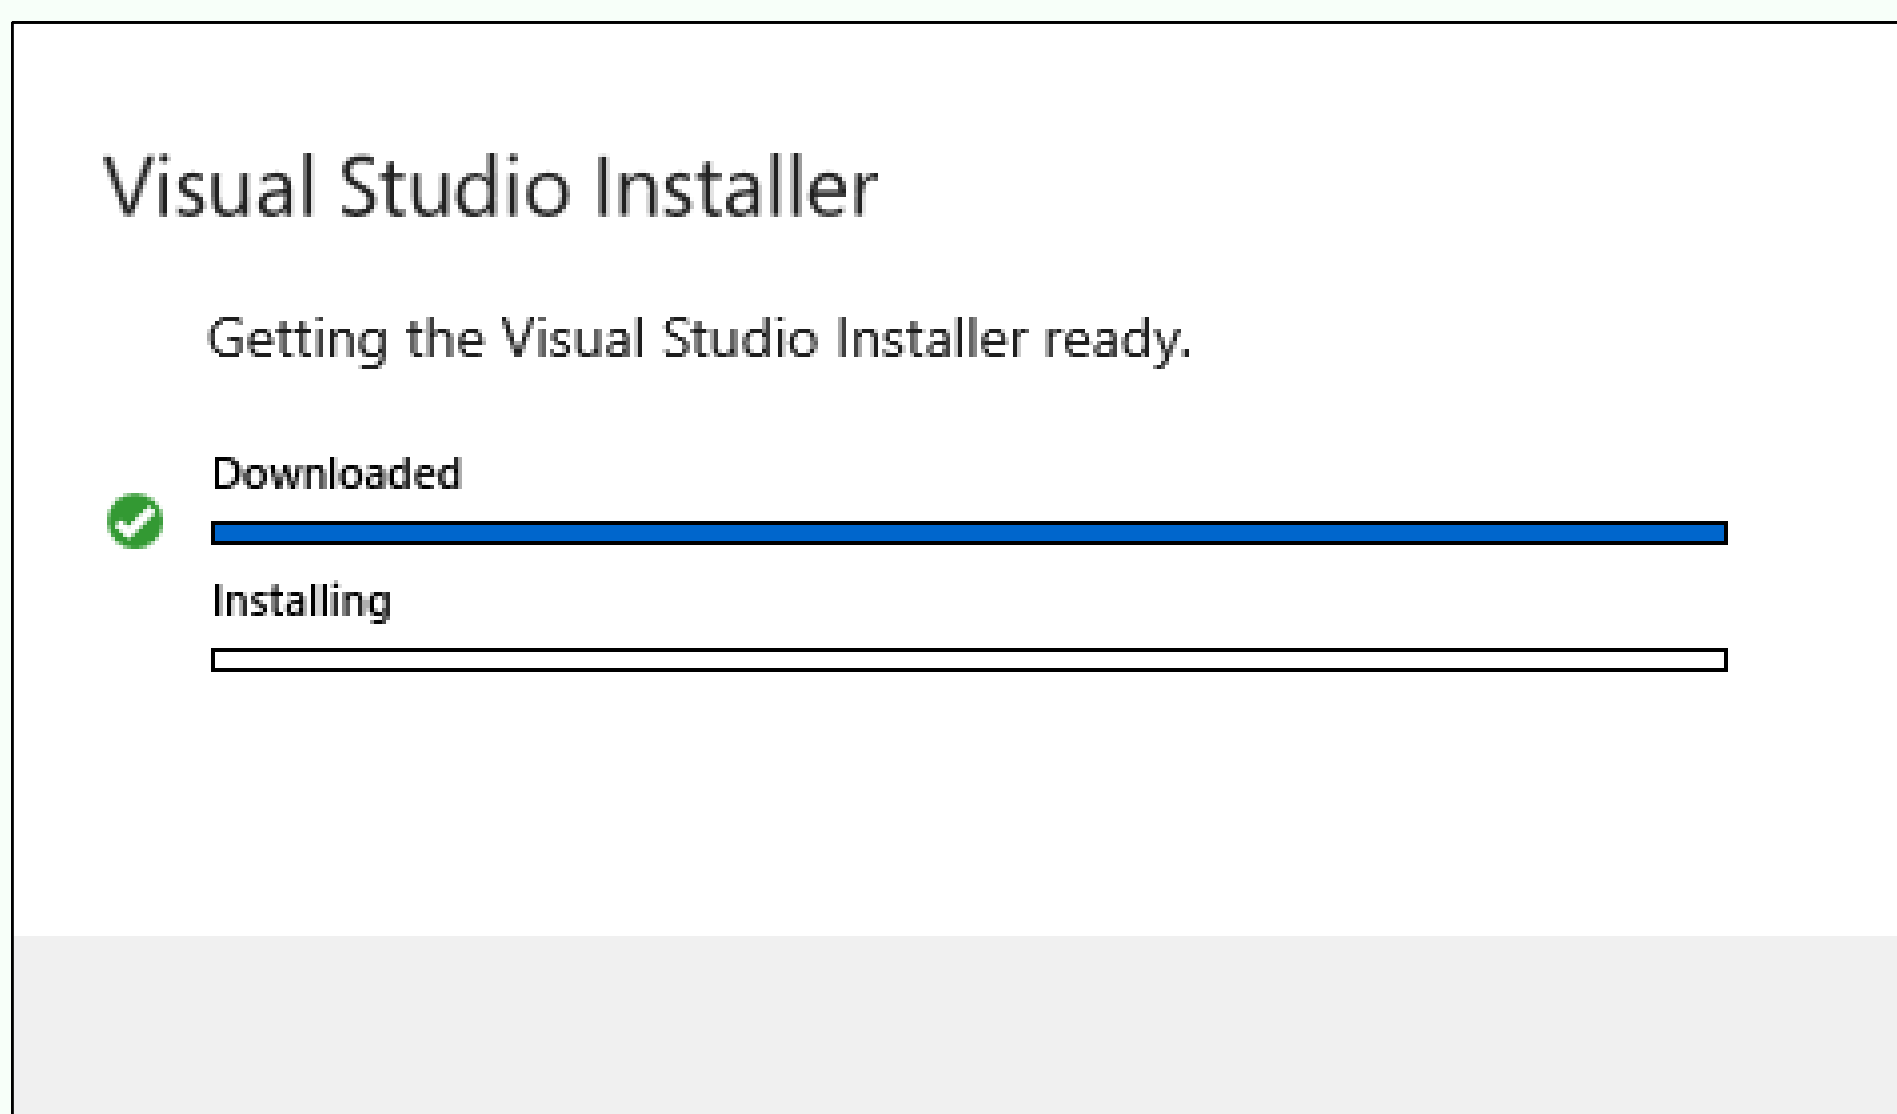 Visual Studio Installer
Getting the Visual Studio Installer ready.
Downloaded
Installing